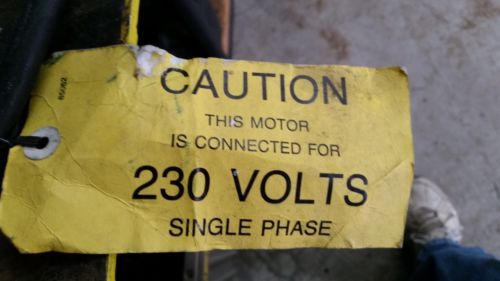 CAUTION
THIS MOTOR
IS CONNECTED FOR
230 VOLTS
SINGLE PHASE